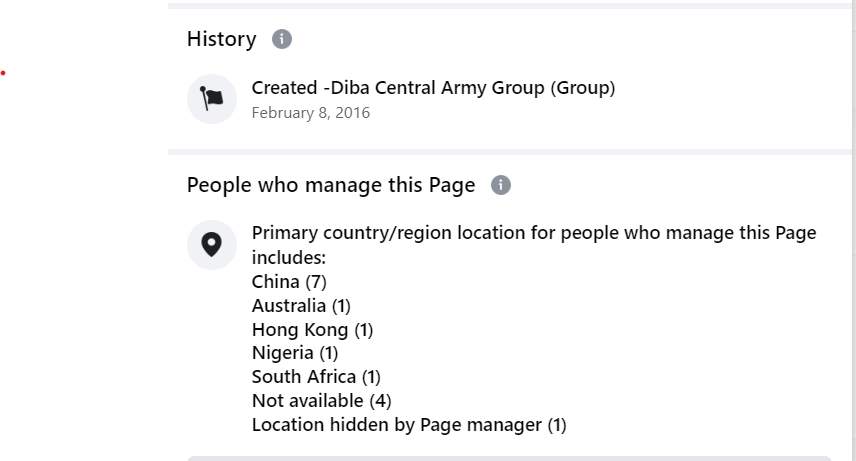 History
Created -Diba Central Army Group (Group)
February 8, 2016
People who manage this Page
Primary country/region location for people who manage this Page
includes:
China (7)
Australia (1)
Hong Kong (1)
Nigeria (1)
South Africa (1)
Not available (4)
Location hidden by Page manager (1)